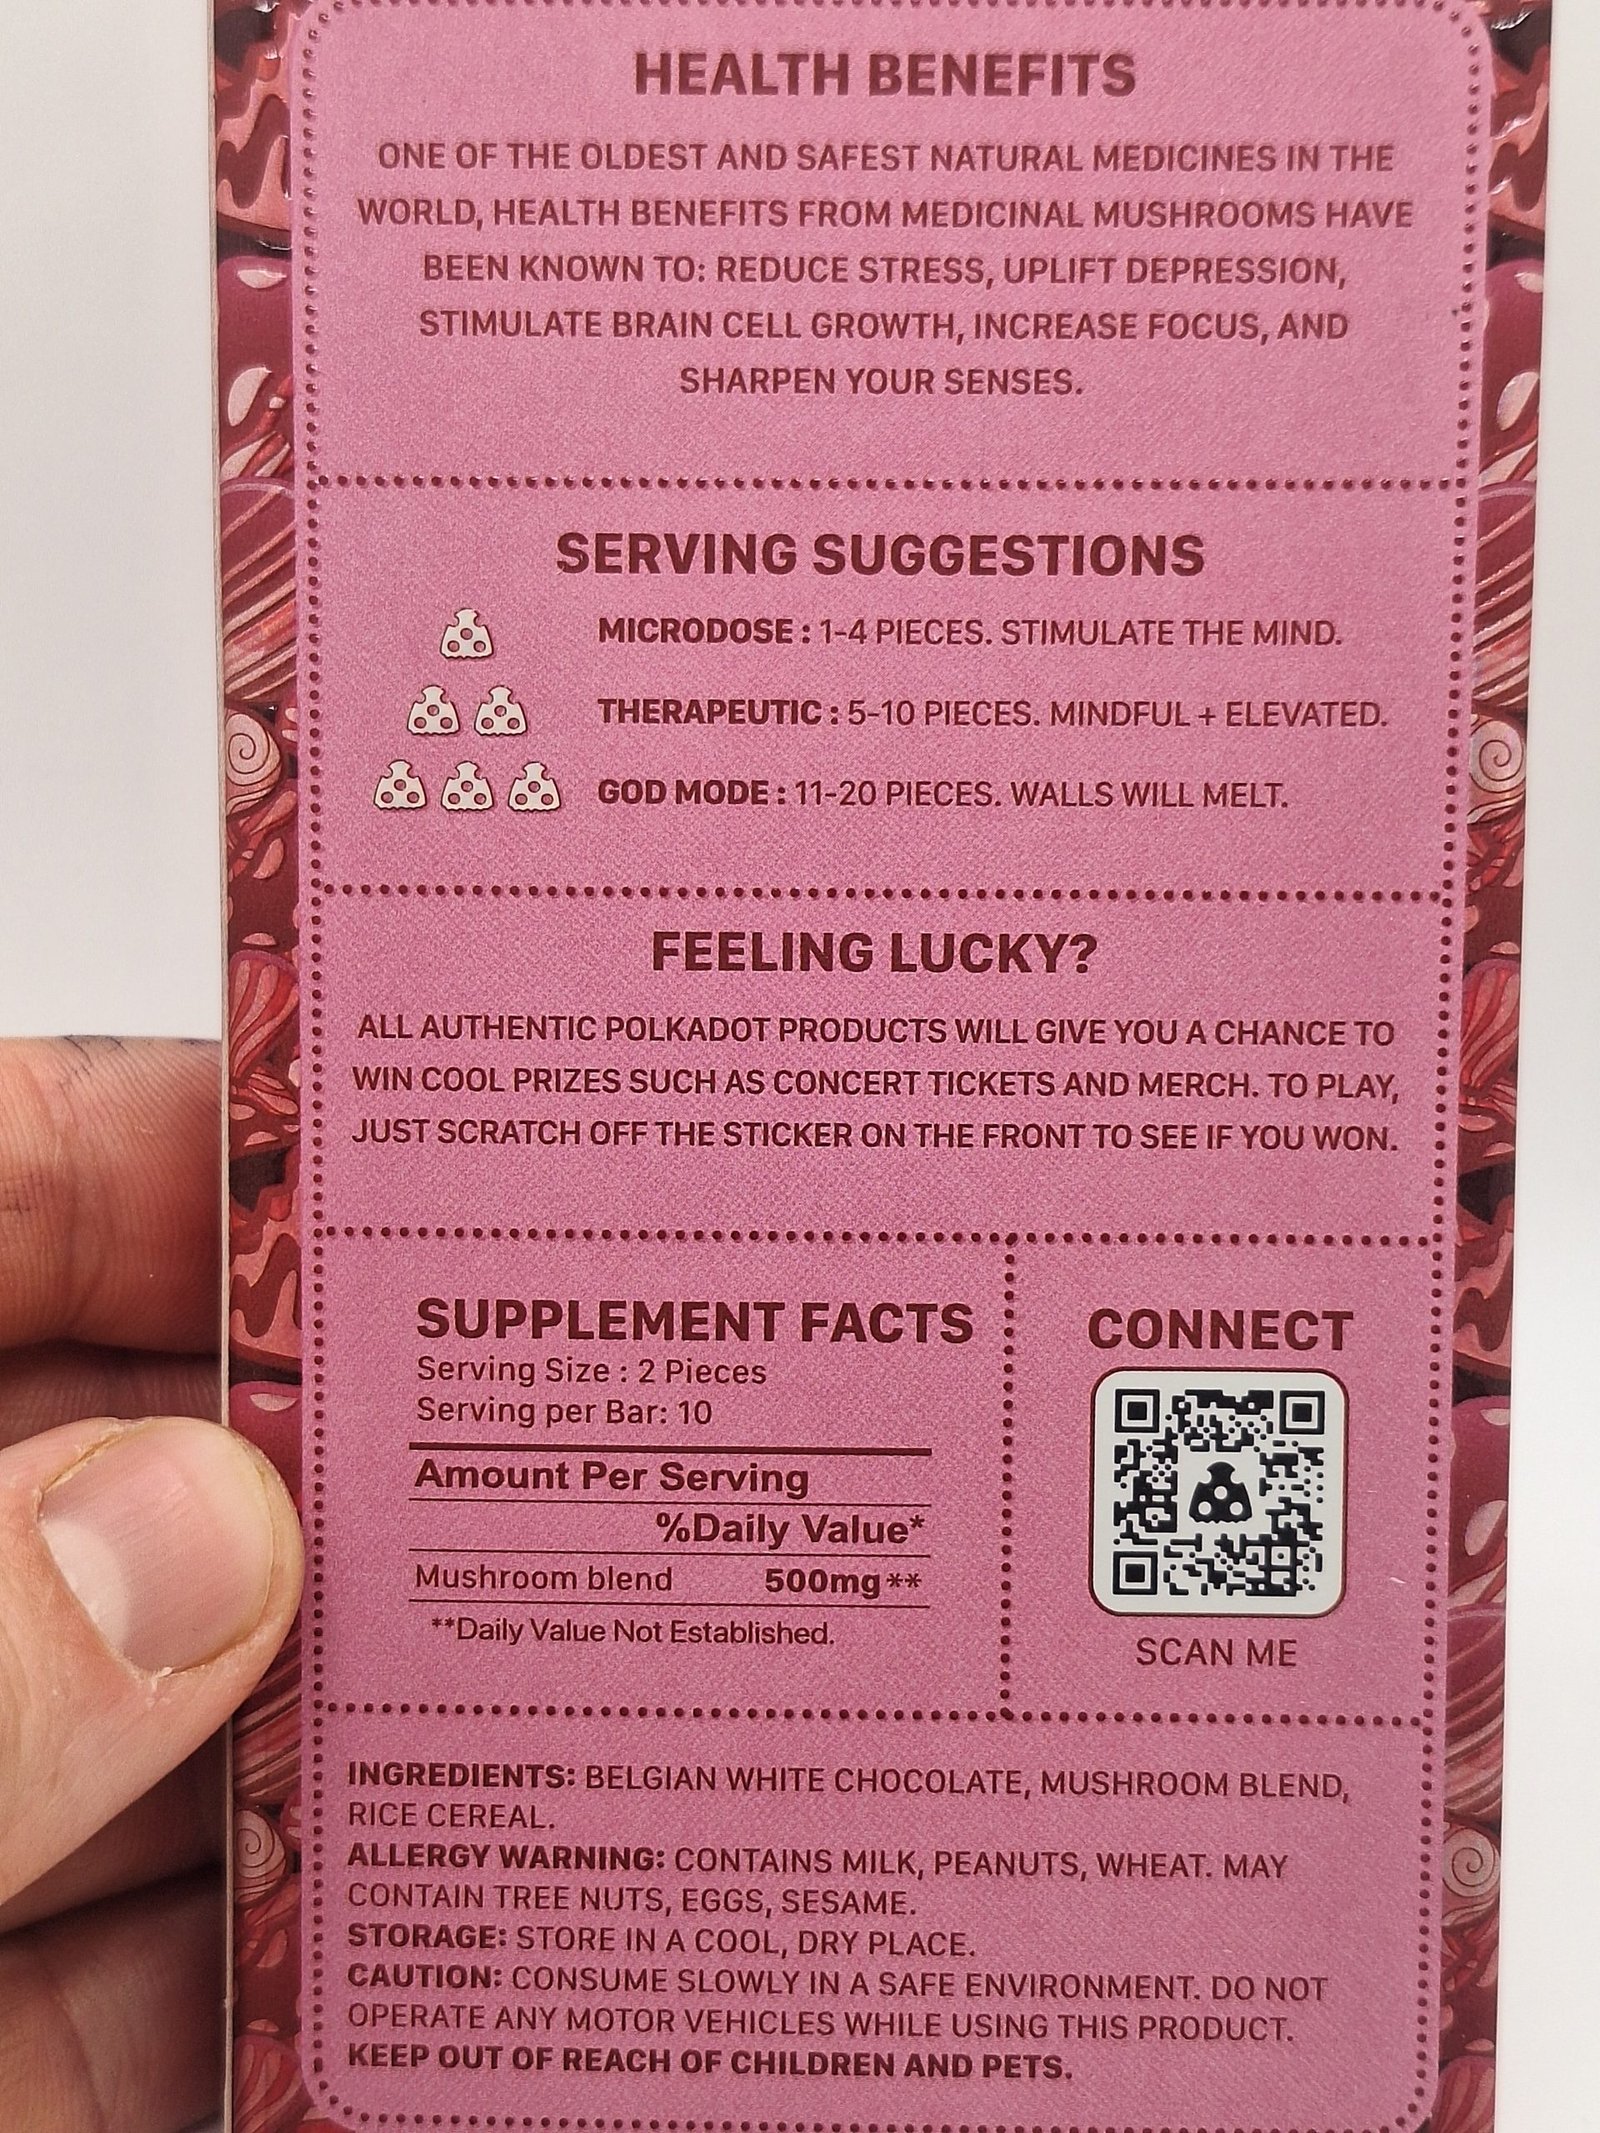 HEALTH BENEFITS
ONE OF THE OLDEST AND SAFEST NATURAL MEDICINES IN THE
WORLD, HEALTH BENEFITS FROM MEDICINAL MUSHROOMS HAVE
BEEN KNOWN TO: REDUCE STRESS, UPLIFT DEPRESSION,
STIMULATE BRAIN CELL GROWTH, INCREASE FOCUS, AND
SHARPEN YOUR SENSES.
SERVING SUGGESTIONS
MICRODOSE : 1-4 PIECES. STIMULATE THE MIND.
THERAPEUTIC : 5-10 PIECES. MINDFUL + ELEVATED.
GOD MODE : 11-20 PIECES. WALLS WILL MELT.
FEELING LUCKY?
ALL AUTHENTIC POLKADOT PRODUCTS WILL GIVE YOU A CHANCE TO
WIN COOL PRIZES SUCH AS CONCERT TICKETS AND MERCH. TO PLAY,
JUST SCRATCH OFF THE STICKER ON THE FRONT TO SEE IF YOU WON.
SUPPLEMENT FACTS
Serving Size : 2 Pieces
Serving per Bar: 10
Amount Per Serving
%Daily Value*
Mushroom blend 500mg**
**Daily Value Not Established.
CONNECT
SCAN ME
INGREDIENTS: BELGIAN WHITE CHOCOLATE, MUSHROOM BLEND,
RICE CEREAL.
ALLERGY WARNING: CONTAINS MILK, PEANUTS, WHEAT. MAY
CONTAIN TREE NUTS, EGGS, SESAME.
STORAGE: STORE IN A COOL, DRY PLACE.
CAUTION: CONSUME SLOWLY IN A SAFE ENVIRONMENT. DO NOT
OPERATE ANY MOTOR VEHICLES WHILE USING THIS PRODUCT.
KEEP OUT OF REACH OF CHILDREN AND PETS.